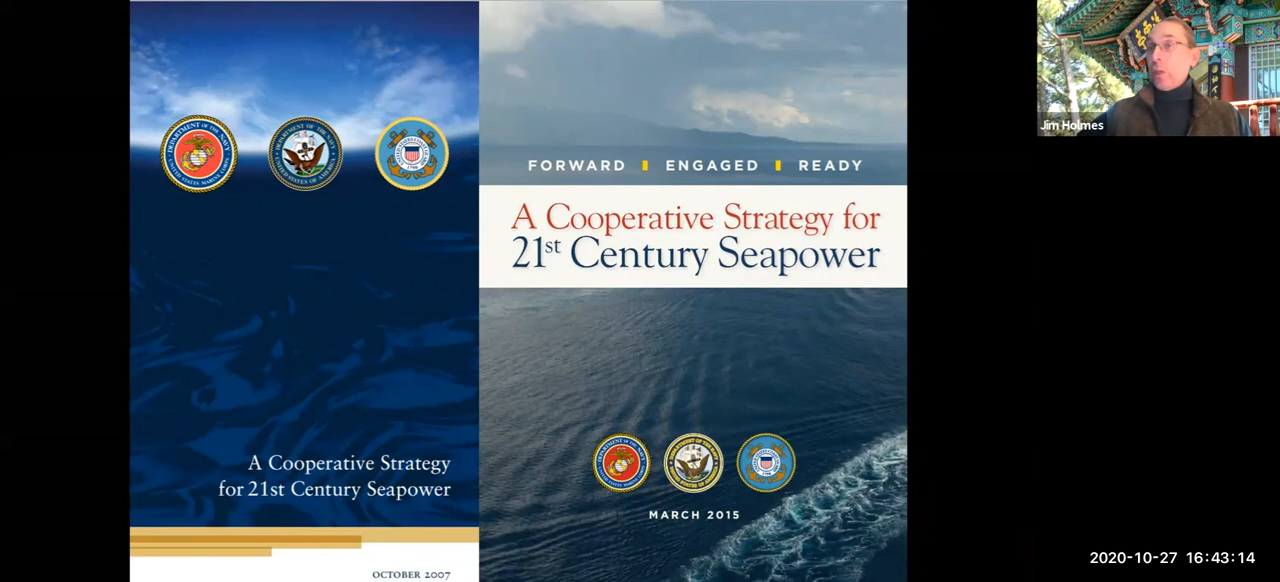 A Cooperative Strategy
for 21st Century Seapower
OCTOBER 2007
FORWARD ENGAGED READY
A Cooperative Strategy for
21st Century Seapower
MARCH 2015
Jim Holmes
2020-10-27 16:43:14